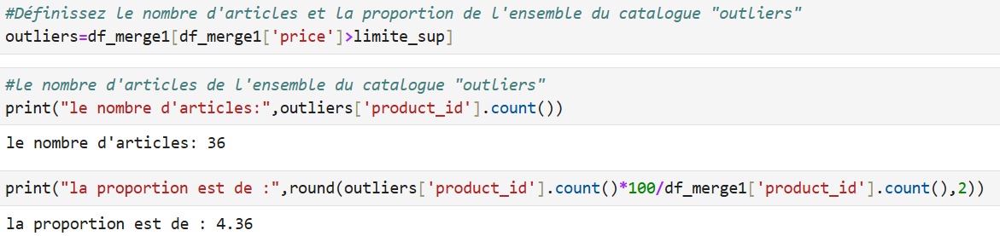 #Définissez le nombre d'articles et la proportion de l'ensemble du catalogue "outliers"
outliers=df_merge1[df_merge1['price']>limite_sup]
#le nombre d'articles de l'ensemble du catalogue "outliers"
print("le nombre d'articles:",outliers['product_id'].count())
le nombre d'articles: 36
print("la proportion est de :",round(outliers['product_id'].count()*100/df_merge1['product_id'].count(),2))
la proportion est de : 4.36